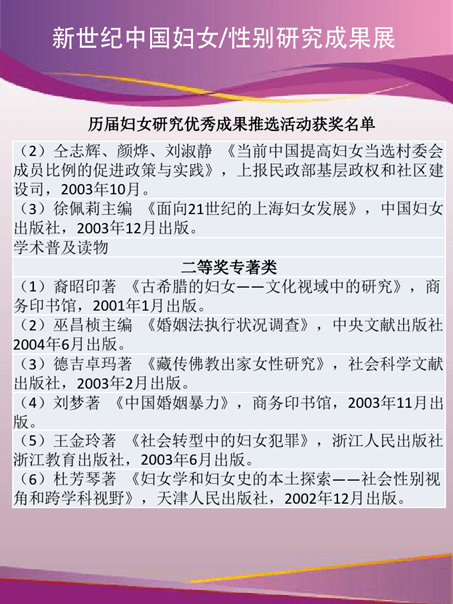 新世纪中国妇女/性别研究成果展
历届妇女研究优秀成果推选活动获奖名单
（2）仝志辉、颜烨、刘淑静 《当前中国提高妇女当选村委会
成员比例的促进政策与实践》，上报民政部基层政权和社区建
设司，2003年10月。
（3）徐佩莉主编 《面向21世纪的上海妇女发展》，中国妇女
出版社，2003年12月出版。
学术普及读物
二等奖专著类
（1）裔昭印著 《古希腊的妇女——文化视域中的研究》，商
务印书馆，2001年1月出版。
（2）巫昌桢主编 《婚姻法执行状况调查》，中央文献出版社
2004年6月出版。
（3）德吉卓玛著 《藏传佛教出家女性研究》，社会科学文献
出版社，2003年2月出版。
（4）刘梦著 《中国婚姻暴力》，商务印书馆，2003年11月出
版。
（5）王金玲著 《社会转型中的妇女犯罪》，浙江人民出版社
浙江教育出版社，2003年6月出版。
（6）杜芳琴著 《妇女学和妇女史的本土探索——社会性别视
角和跨学科视野》，天津人民出版社，2002年12月出版。